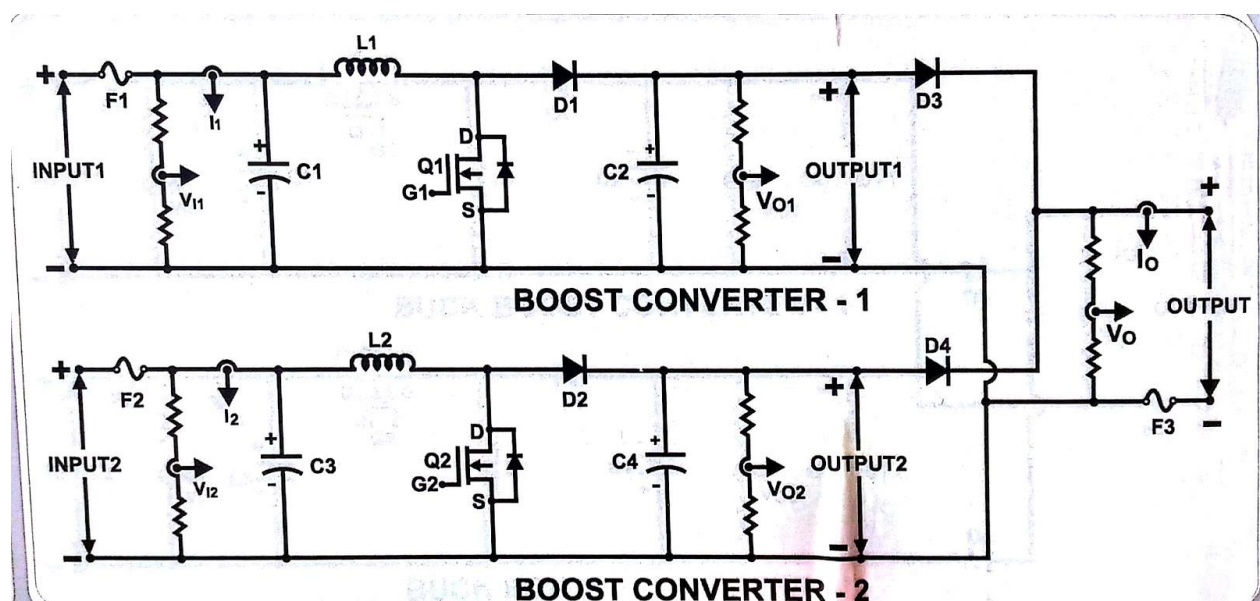 L1
+
F1
I1
D1
D3
+
INPUT1
VI1
+
C1
-
D
Q1
G1
S
+
C2
-
VO1
OUTPUT1
-
-
BOOST CONVERTER - 1
+
IO
VO
OUTPUT
F3
-
L2
+
F2
I2
D2
D4
+
INPUT2
VI2
+
C3
-
D
Q2
G2
S
+
C4
-
VO2
OUTPUT2
-
-
BOOST CONVERTER - 2